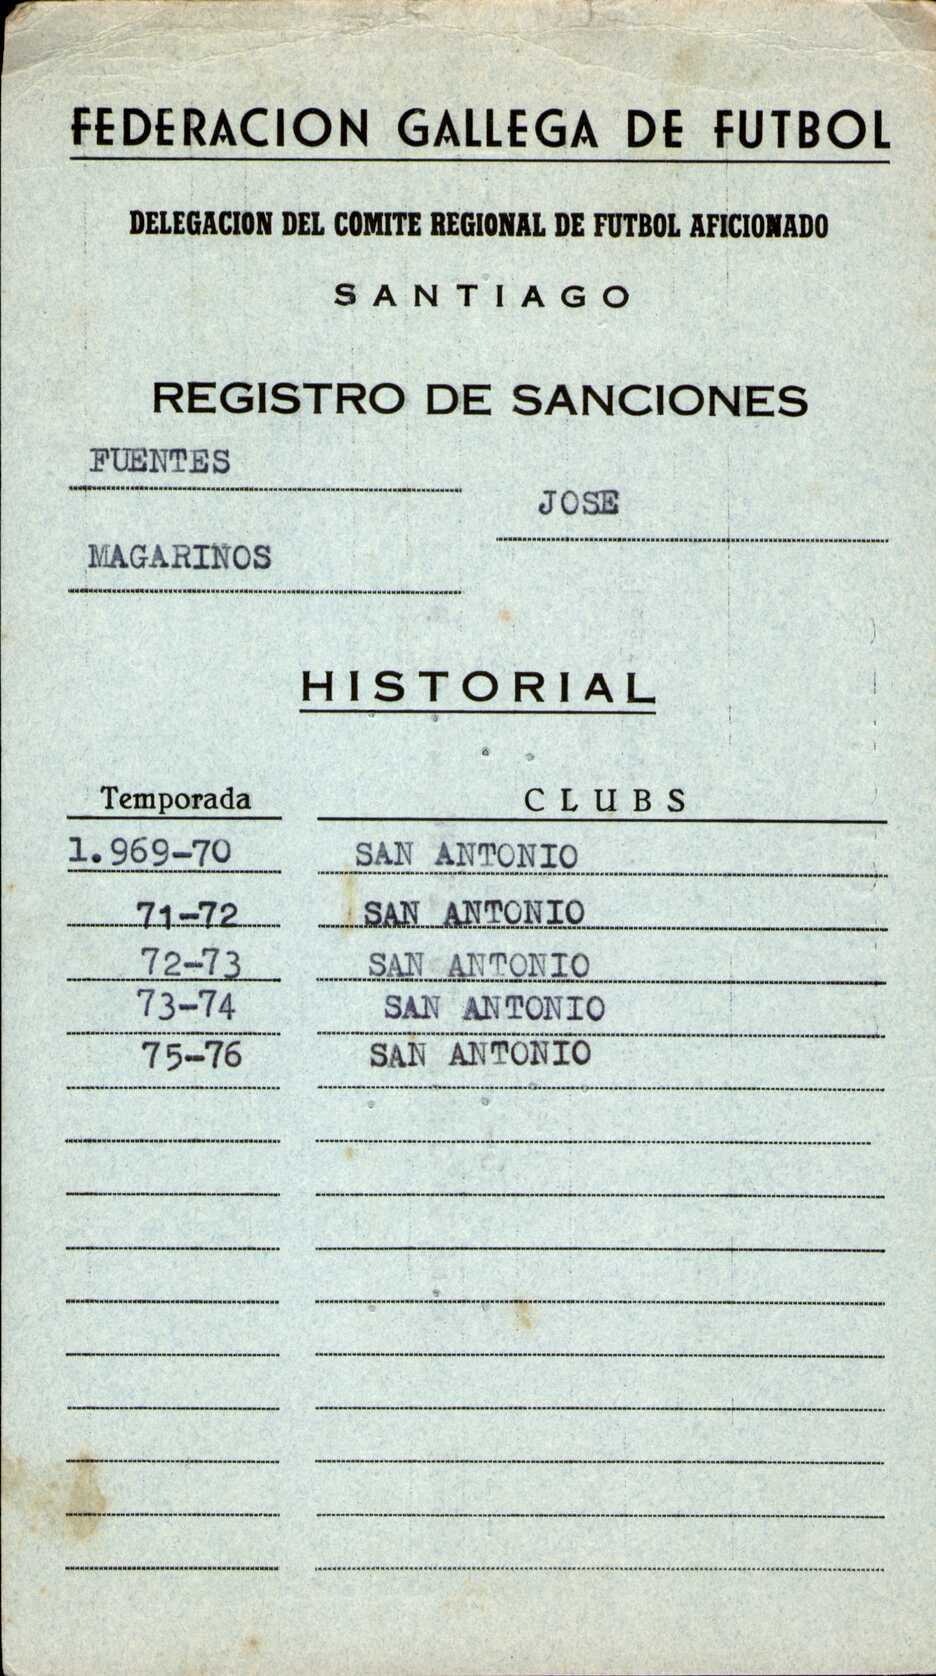 FEDERACION GALLEGA DE FUTBOL
DELEGACION DEL COMITE REGIONAL DE FUTBOL AFICIONADO
SANTIAGO
REGISTRO DE SANCIONES
FUENTES
JOSE
MAGARIÑOS
HISTORIAL
Temporada CLUBS
1.969-70 SAN ANTONIO
71-72 SAN ANTONIO
72-73 SAN ANTONIO
73-74 SAN ANTONIO
75-76 SAN ANTONIO